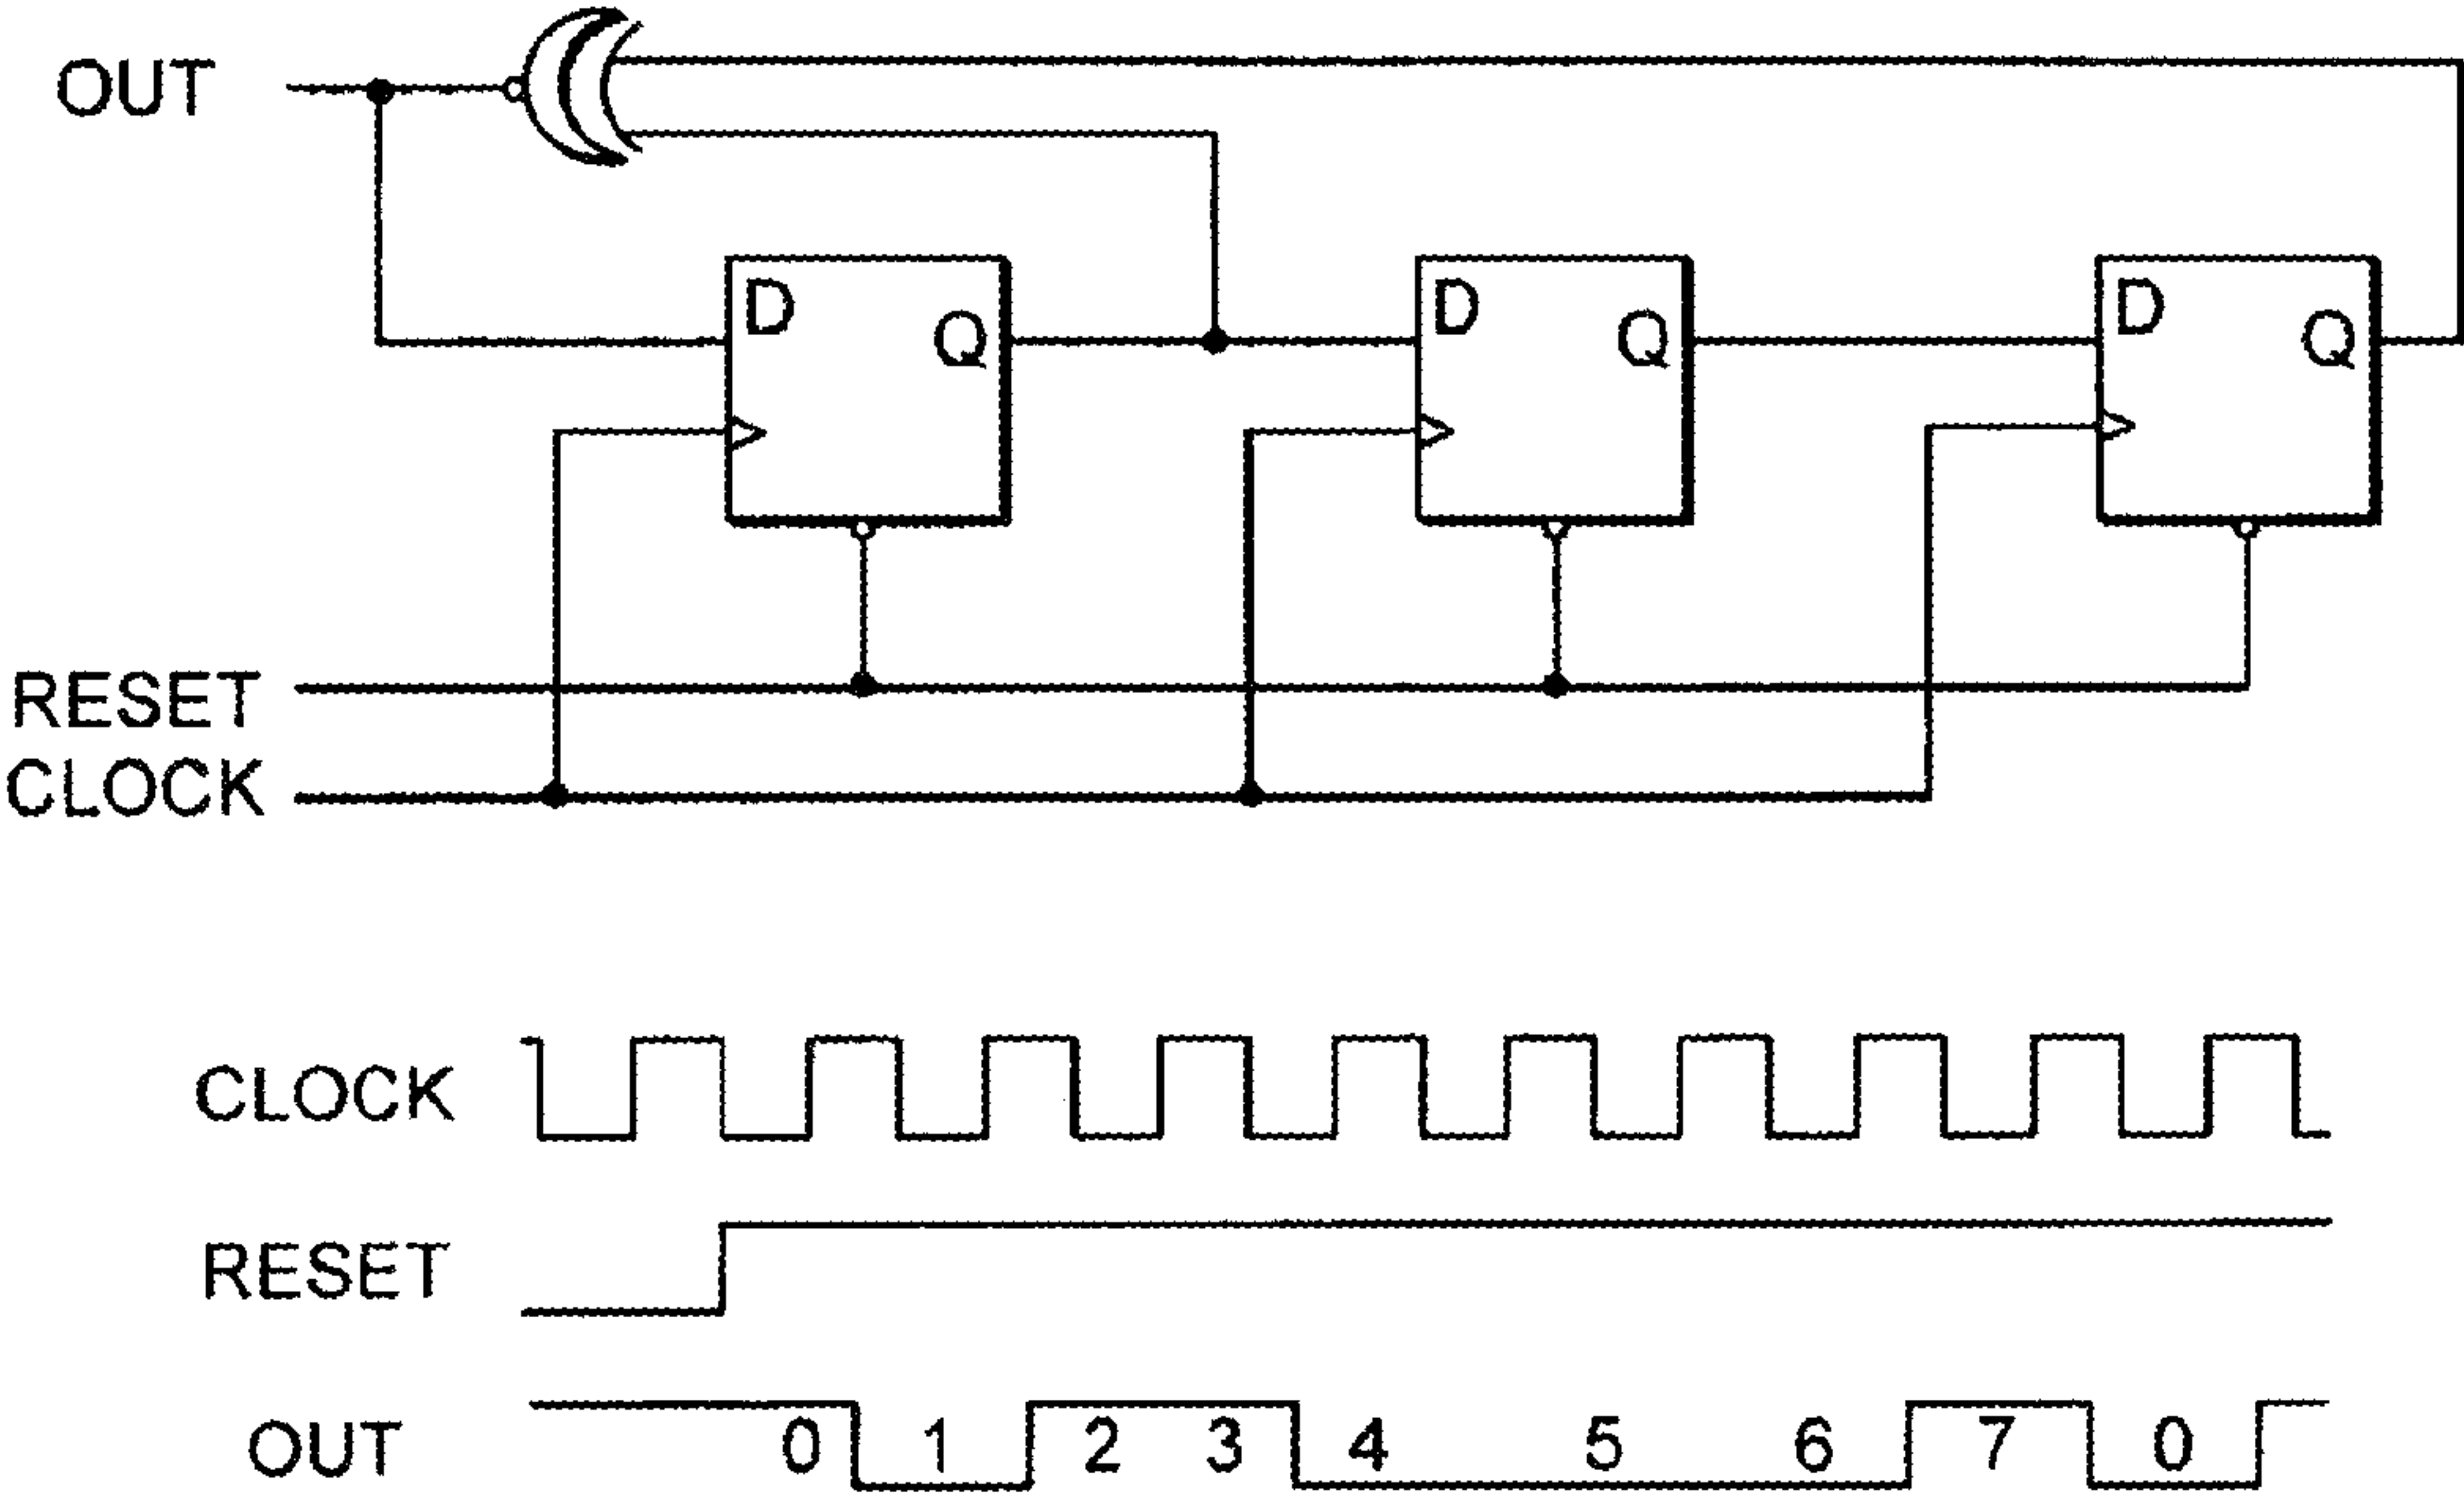 OUT
D Q D Q D Q
RESET
CLOCK
CLOCK
RESET
OUT 0 1 2 3 4 5 6 7 0